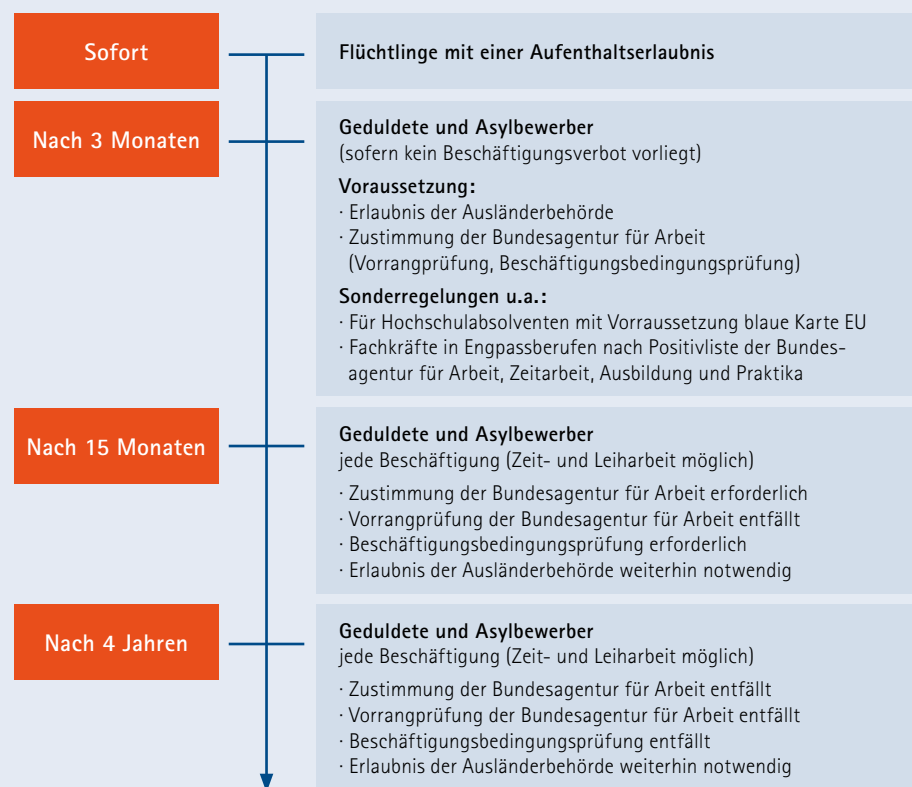 Sofort
Flüchtlinge mit einer Aufenthaltserlaubnis
Nach 3 Monaten
Geduldete und Asylbewerber
(sofern kein Beschäftigungsverbot vorliegt)
Voraussetzung:
· Erlaubnis der Ausländerbehörde
· Zustimmung der Bundesagentur für Arbeit
(Vorrangprüfung, Beschäftigungsbedingungsprüfung)
Sonderregelungen u.a.:
· Für Hochschulabsolventen mit Vorraussetzung blaue Karte EU
· Fachkräfte in Engpassberufen nach Positivliste der Bundes-
agentur für Arbeit, Zeitarbeit, Ausbildung und Praktika
Nach 15 Monaten
Geduldete und Asylbewerber
jede Beschäftigung (Zeit- und Leiharbeit möglich)
· Zustimmung der Bundesagentur für Arbeit erforderlich
· Vorrangprüfung der Bundesagentur für Arbeit entfällt
· Beschäftigungsbedingungsprüfung erforderlich
· Erlaubnis der Ausländerbehörde weiterhin notwendig
Nach 4 Jahren
Geduldete und Asylbewerber
jede Beschäftigung (Zeit- und Leiharbeit möglich)
· Zustimmung der Bundesagentur für Arbeit entfällt
· Vorrangprüfung der Bundesagentur für Arbeit entfällt
· Beschäftigungsbedingungsprüfung entfällt
· Erlaubnis der Ausländerbehörde weiterhin notwendig